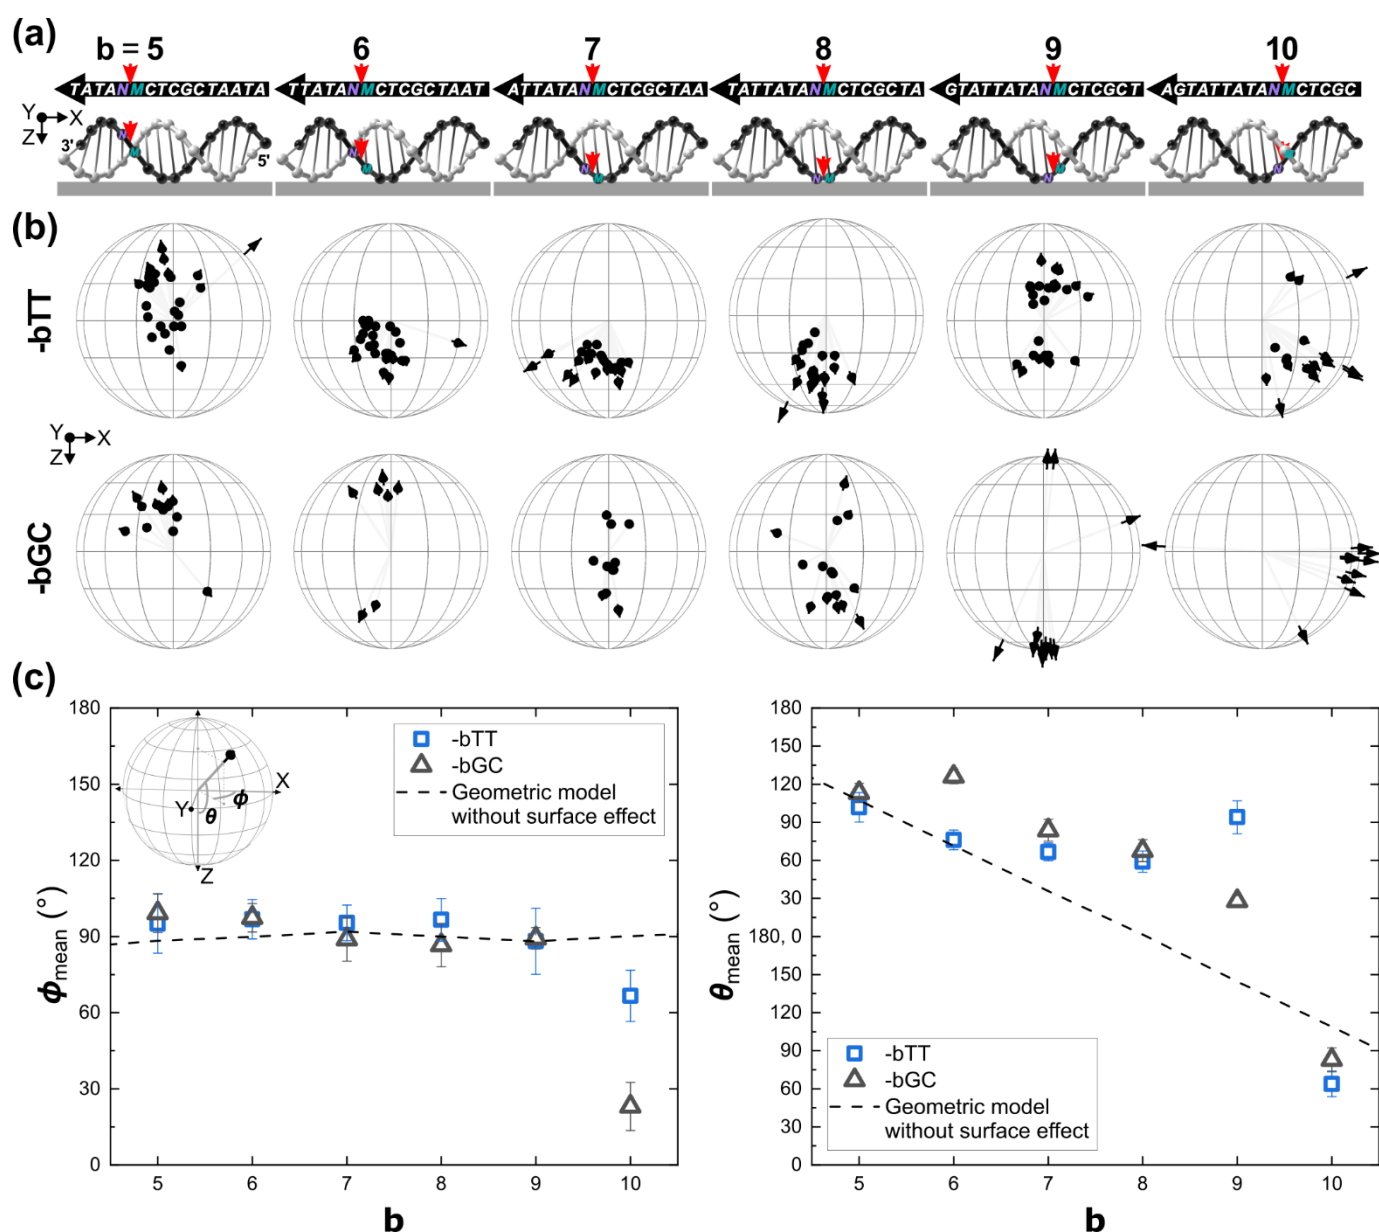 (a)
b = 5 6 7 8 9 10
TATANMCTCGCTAATA TTATANMCTCGCTAAT ATTATANMCTCGCTAA TATTATANMCTCGCTA GTATTATANMCTCGCT AGTATTATANMCTCGC
Y X
Z
3' N M 5' N M N M N M N M N M
(b)
-bTT
Y X
Z
-bGC
(c)
180
150
120
90
60
30
0
ϕmean (°)
5 6 7 8 9 10
b
X
Y
Z
θ
ϕ
-bTT
-bGC
Geometric model
without surface effect
180
150
120
90
60
30
180, 0
150
120
90
60
30
0
θmean (°)
5 6 7 8 9 10
b
-bTT
-bGC
Geometric model
without surface effect